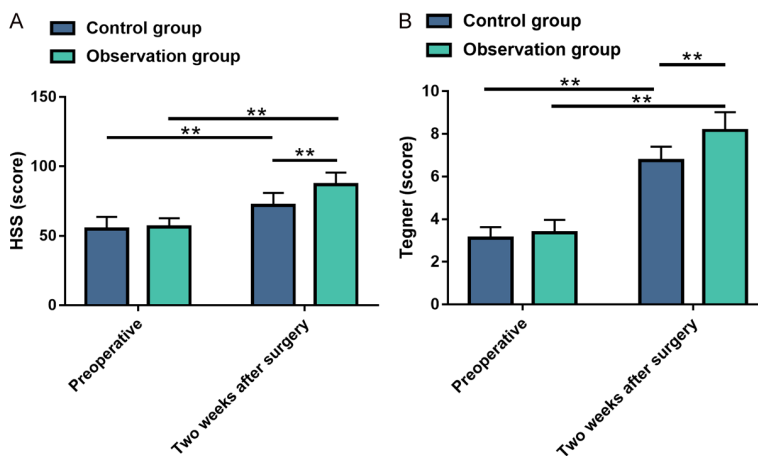 A
Control group
Observation group
HSS (score)
150
100
50
0
**
**
**
Preoperative
Two weeks after surgery
B
Control group
Observation group
Tegner (score)
10
8
6
4
2
0
**
**
**
Preoperative
Two weeks after surgery